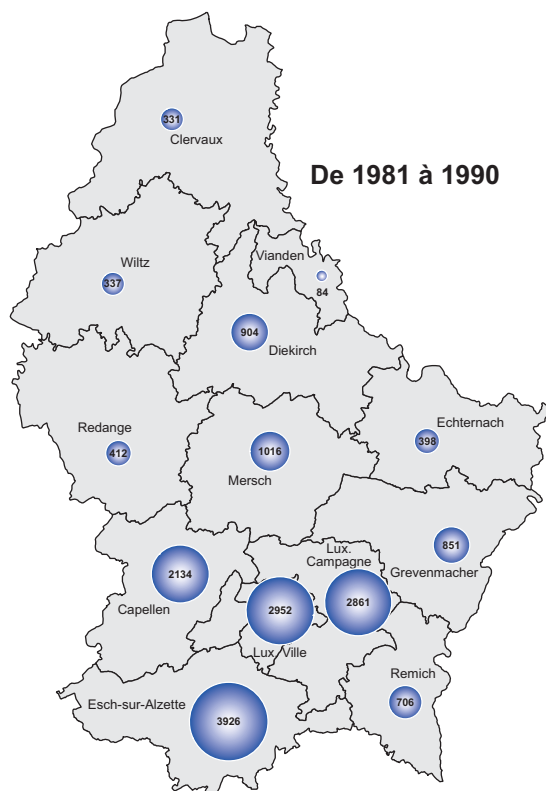 331
Clervaux
De 1981 à 1990
Vianden
Wiltz
337
84
904
Diekirch
Echternach
398
Redange
412
1016
Mersch
851
Grevenmacher
Lux.
Campagne
2134
Capellen
2952
2861
Lux. Ville
Remich
706
Esch-sur-Alzette
3926